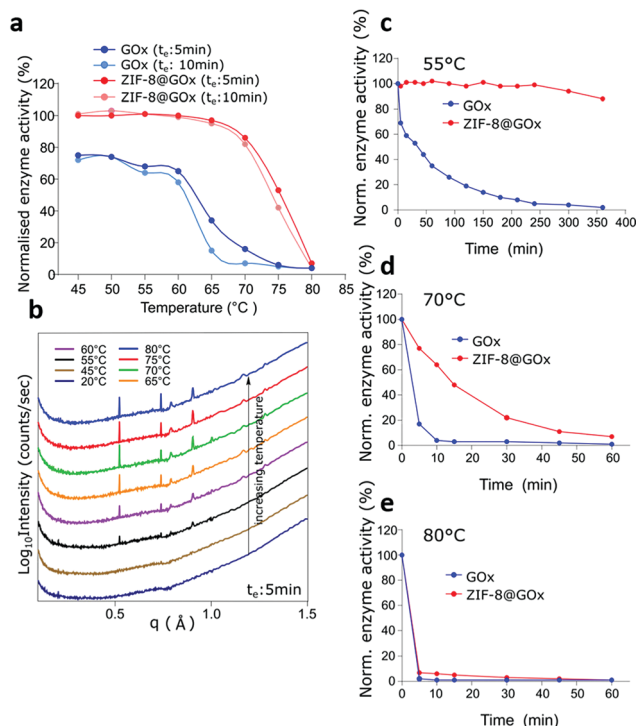 a
GOx (te:5min)
GOx (te: 10min)
ZIF-8@GOx (te:5min)
ZIF-8@GOx (te:10min)
Normalised enzyme activity (%)
140
120
100
80
60
40
20
0
45 50 55 60 65 70 75 80 85
Temperature (°C )
b
60°C 80°C
55°C 75°C
45°C 70°C
20°C 65°C
increasing temperature
te:5min
Log10Intensity (counts/sec)
0.5 1.0 1.5
q (Å)
c
55°C
GOx
ZIF-8@GOx
Norm. enzyme activity (%)
120
100
80
60
40
20
0
0 50 100 150 200 250 300 350 400
Time (min)
d
70°C
GOx
ZIF-8@GOx
Norm. enzyme activity (%)
120
100
80
60
40
20
0
0 10 20 30 40 50 60
Time (min)
e
80°C
GOx
ZIF-8@GOx
Norm. enzyme activity (%)
120
100
80
60
40
20
0
0 10 20 30 40 50 60
Time (min)